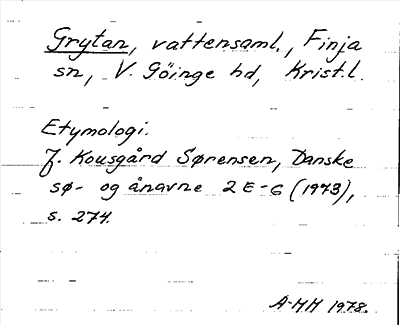 Grytan, vattensaml., Finja
sn, V. Göinge hd, Krist.l.
Etymologi.
J. Kousgård Sørensen, Danske
sø- og ånavne 2 E-G (1973),
s. 274.
A-MH 1978.